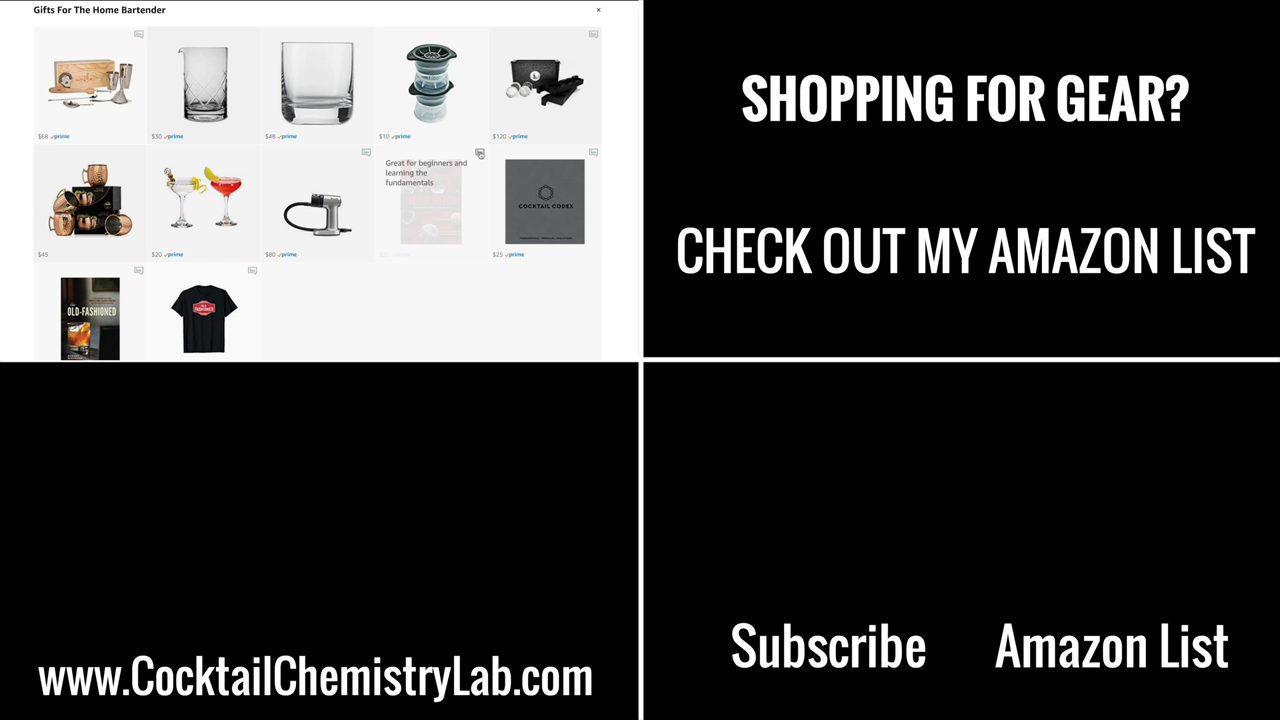 Gifts For The Home Bartender
×
$68 prime
$30 prime
$48 prime
$10 prime
$120 prime
L
Great for beginners and
learning the
fundamentals
COCKTAIL CODEX
$45
$20 prime
$80 prime
$25 prime
OLD-FASHIONED
OLD
FASHIONED
SHOPPING FOR GEAR?
CHECK OUT MY AMAZON LIST
www.CocktailChemistryLab.com
Subscribe
Amazon List